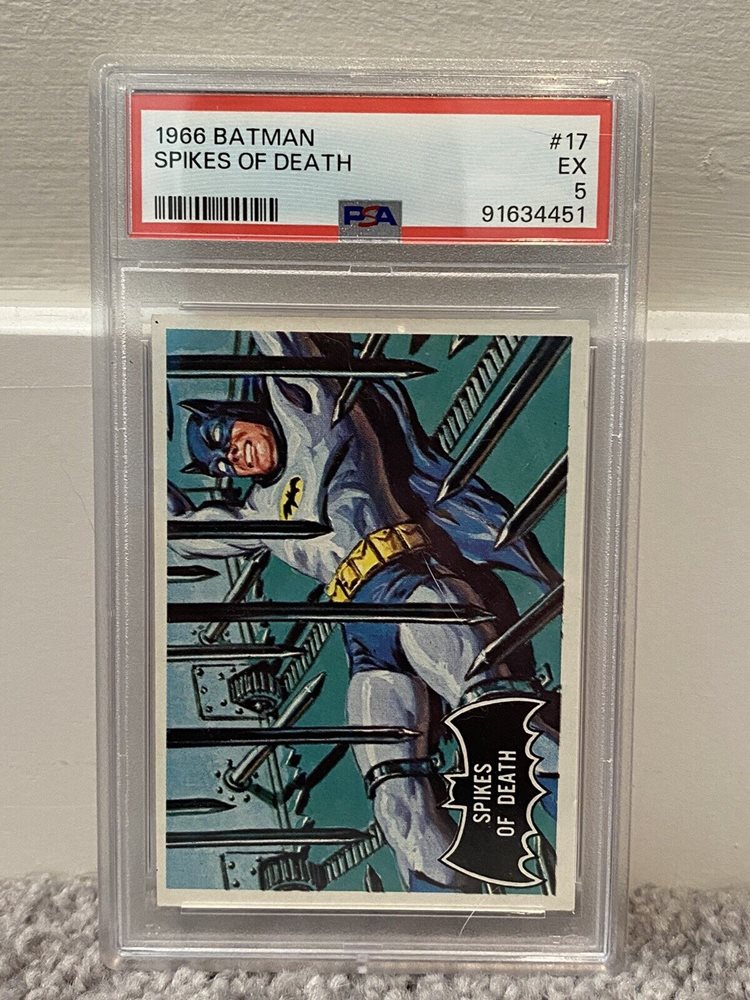 1966 BATMAN #17
SPIKES OF DEATH EX
5
PSA 91634451
SPIKES
OF DEATH